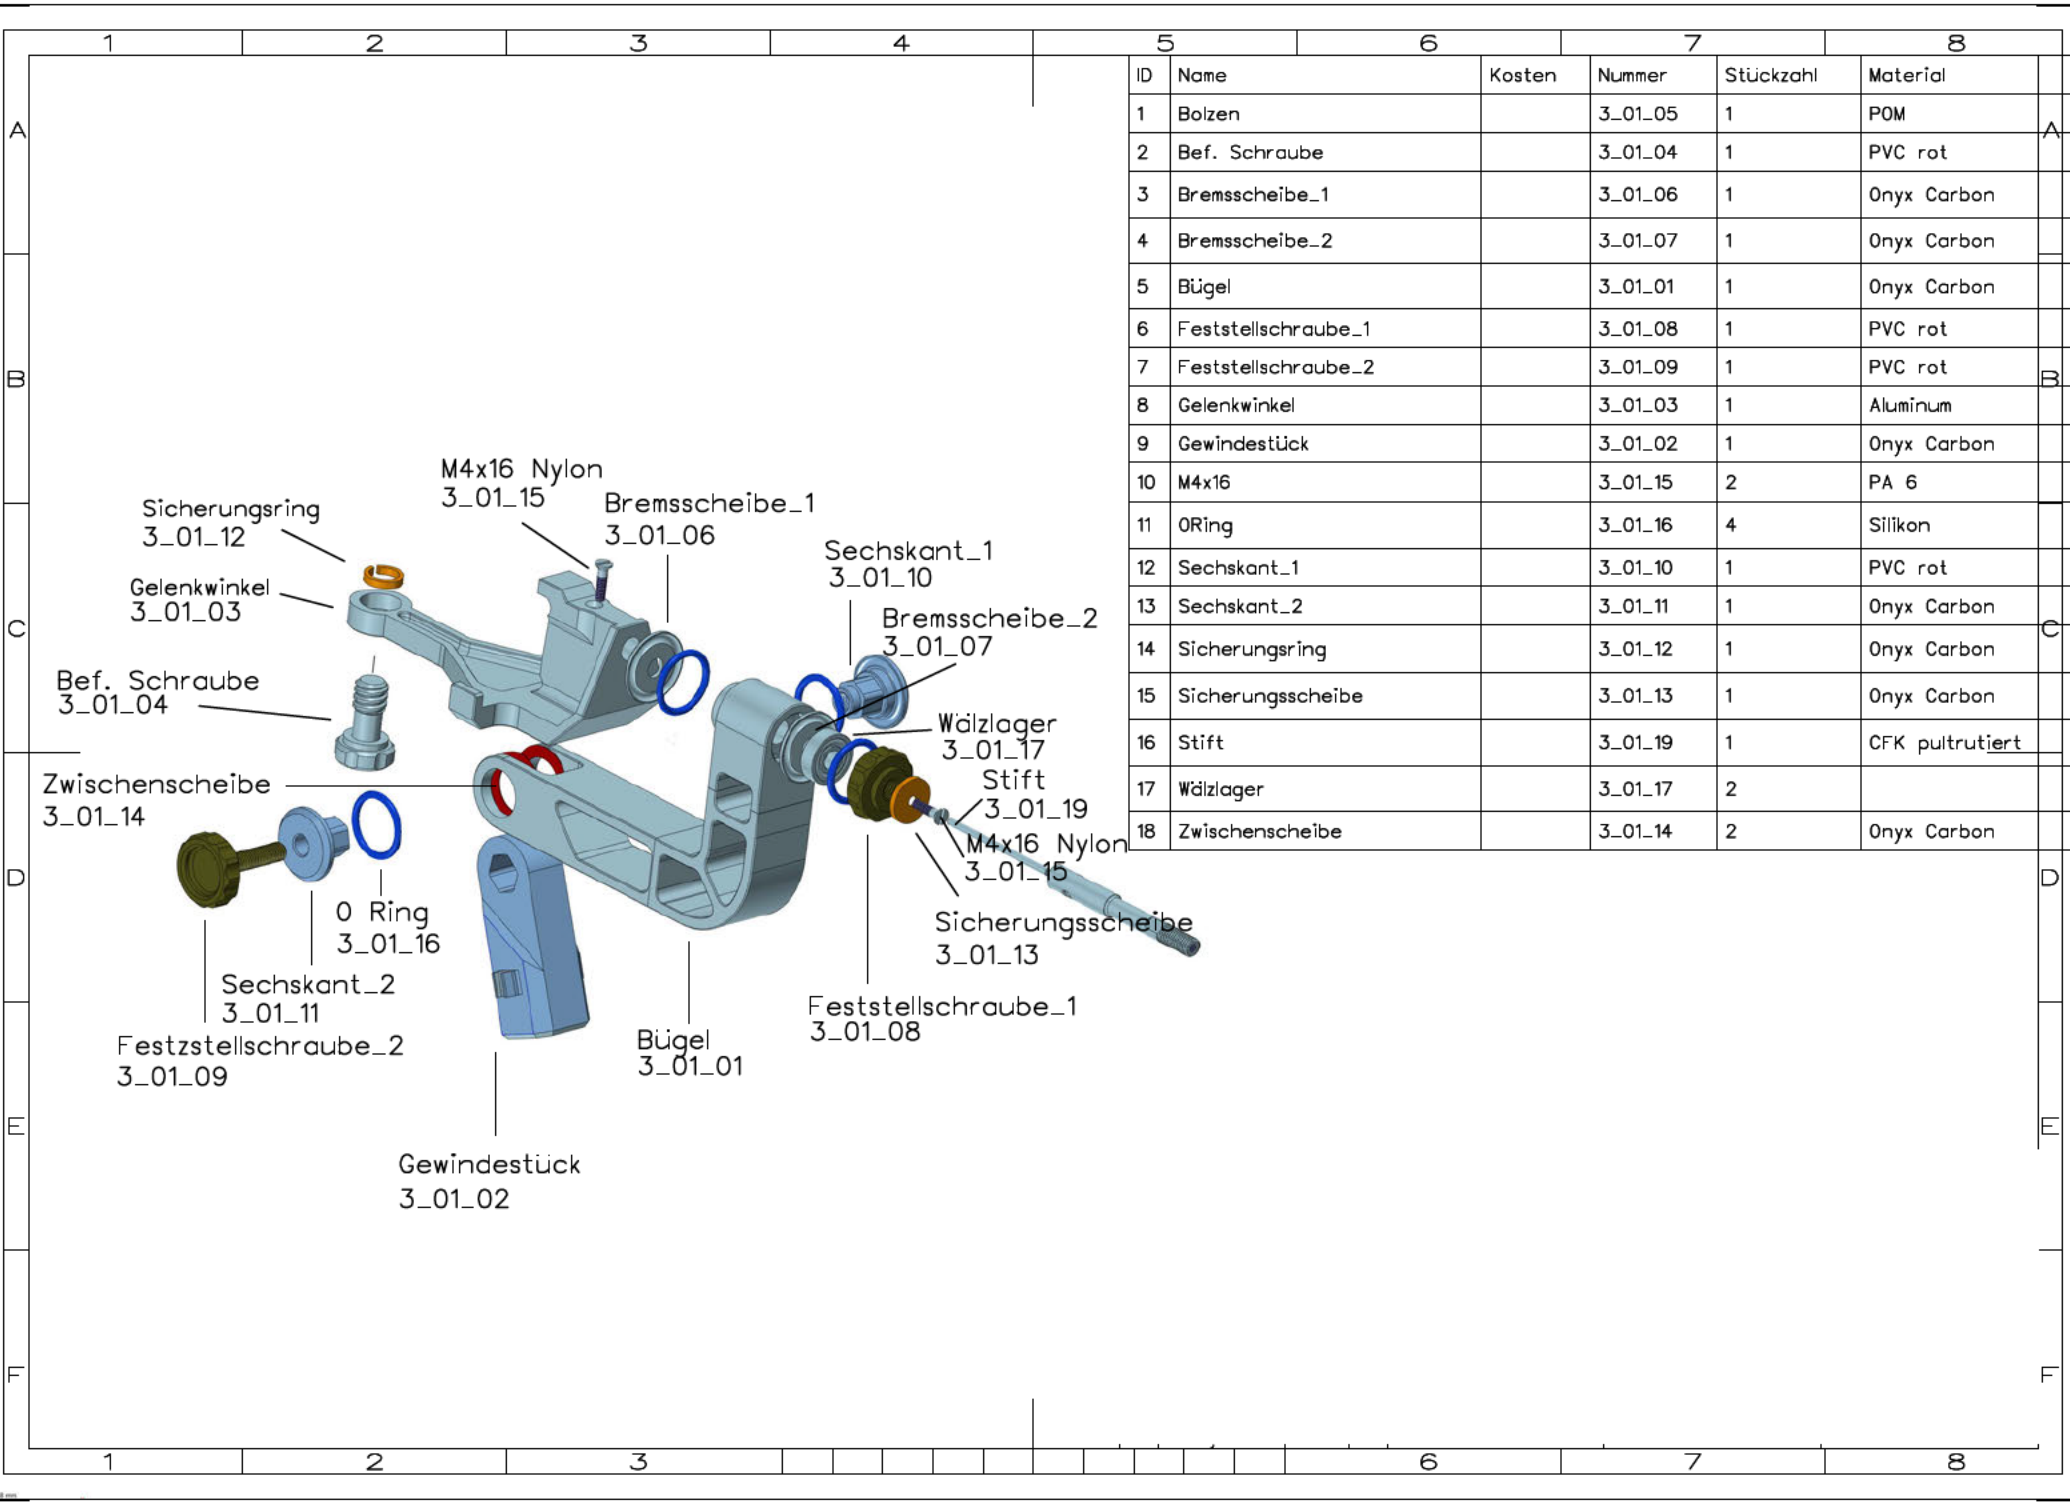 1 2 3 4 5 6 7 8
ID Name Kosten Nummer Stückzahl Material
1 Bolzen 3_01_05 1 POM
2 Bef. Schraube 3_01_04 1 PVC rot
3 Bremsscheibe_1 3_01_06 1 Onyx Carbon
4 Bremsscheibe_2 3_01_07 1 Onyx Carbon
5 Bügel 3_01_01 1 Onyx Carbon
6 Feststellschraube_1 3_01_08 1 PVC rot
7 Feststellschraube_2 3_01_09 1 PVC rot
8 Gelenkwinkel 3_01_03 1 Aluminum
9 Gewindestück 3_01_02 1 Onyx Carbon
10 M4x16 3_01_15 2 PA 6
11 ORing 3_01_16 4 Silikon
12 Sechskant_1 3_01_10 1 PVC rot
13 Sechskant_2 3_01_11 1 Onyx Carbon
14 Sicherungsring 3_01_12 1 Onyx Carbon
15 Sicherungsscheibe 3_01_13 1 Onyx Carbon
16 Stift 3_01_19 1 CFK pultrutiert
17 Wälzlager 3_01_17 2
18 Zwischenscheibe 3_01_14 2 Onyx Carbon
A A
B B
C C
D D
E E
F F
M4x16 Nylon
3_01_15
Bremsscheibe_1
3_01_06
Sicherungsring
3_01_12
Sechskant_1
3_01_10
Gelenkwinkel
3_01_03
Bremsscheibe_2
3_01_07
Bef. Schraube
3_01_04
Wälzlager
3_01_17
Zwischenscheibe
3_01_14
Stift
3_01_19
M4x16 Nylon
3_01_15
O Ring
3_01_16
Sicherungsscheibe
3_01_13
Sechskant_2
3_01_11
Feststellschraube_1
3_01_08
Festzstellschraube_2
3_01_09
Bügel
3_01_01
Gewindestück
3_01_02
1 2 3 6 7 8